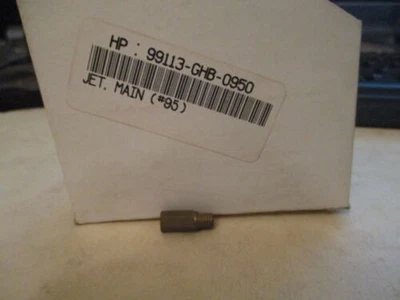 HP : 99113-GHB-0950
JET, MAIN (#95)